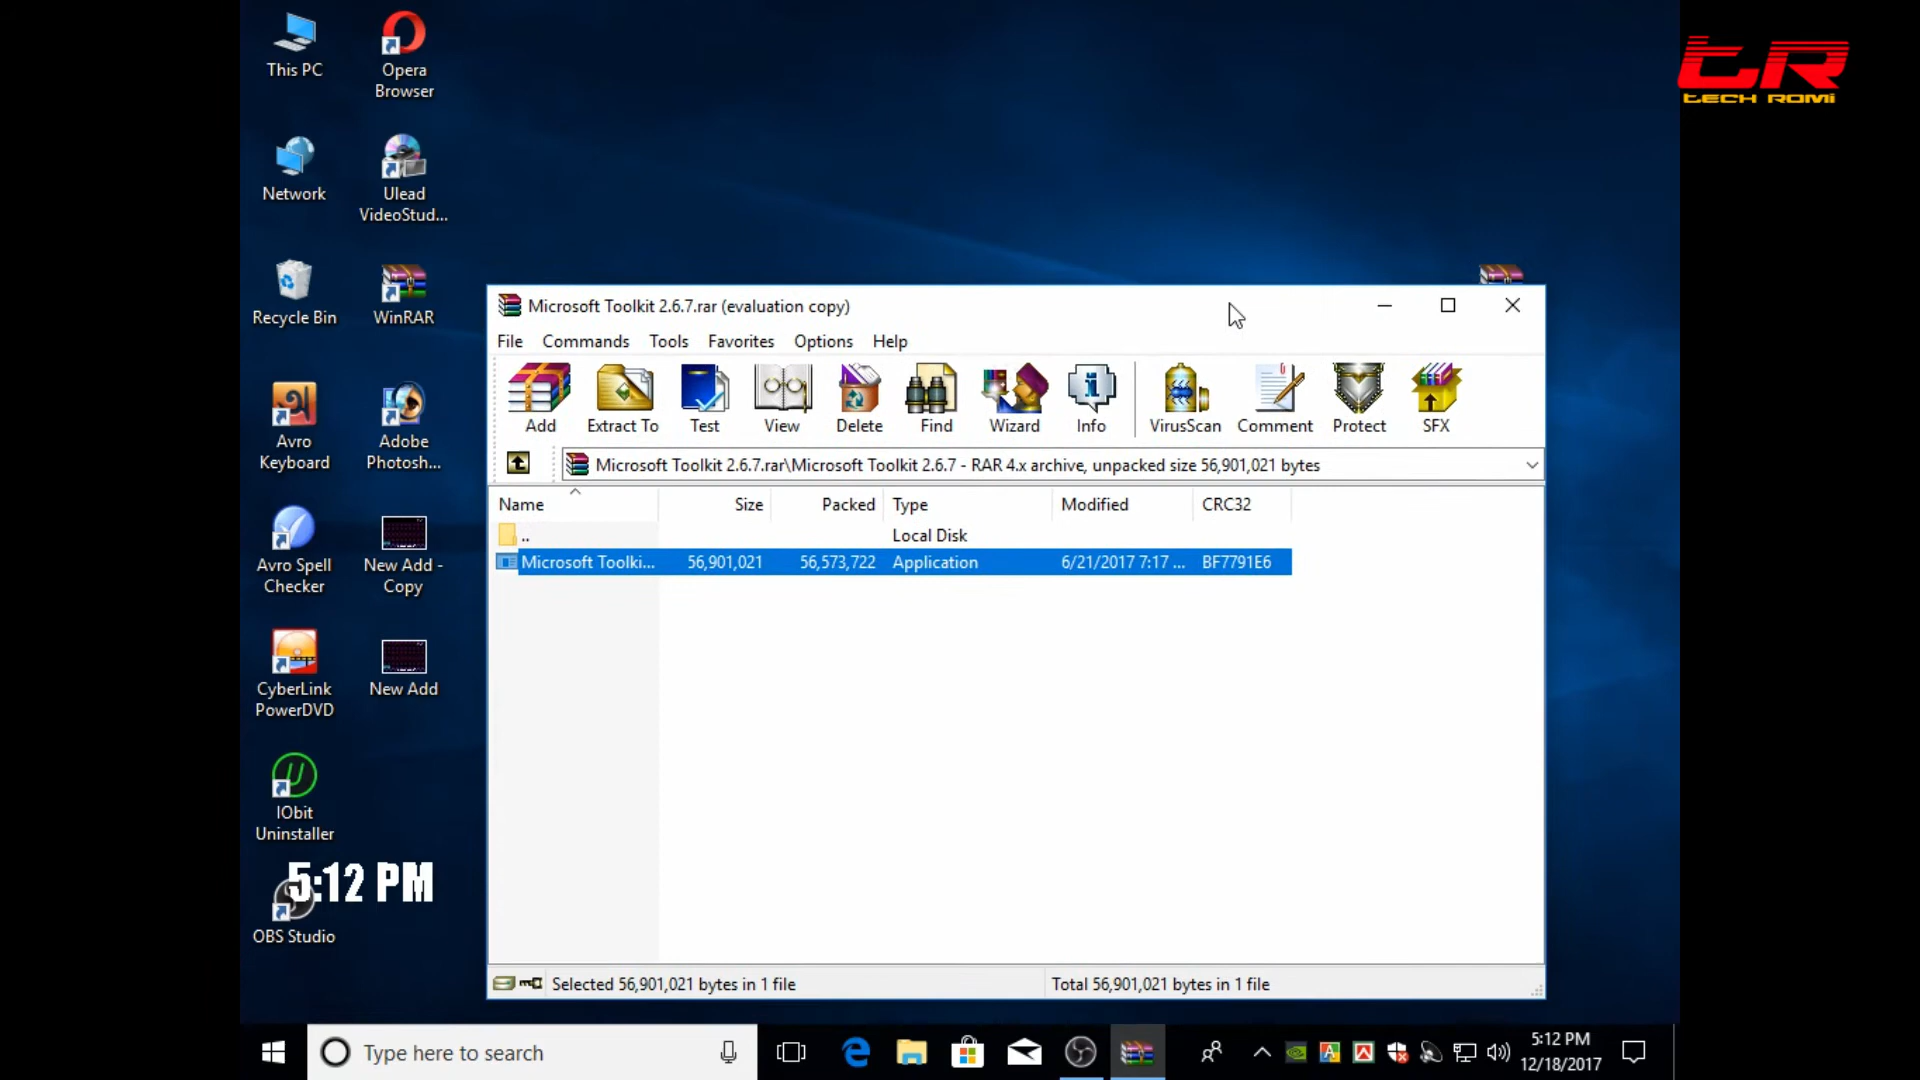 This PC
Opera
Browser
Network
Ulead
VideoStud...
Recycle Bin
WinRAR
Avro
Keyboard
Adobe
Photosh...
Avro Spell
Checker
New Add -
Copy
CyberLink
PowerDVD
New Add
IObit
Uninstaller
5:12 PM
OBS Studio
tR
tech romi
Microsoft Toolkit 2.6.7.rar (evaluation copy)
File Commands Tools Favorites Options Help
Add Extract To Test View Delete Find Wizard Info VirusScan Comment Protect SFX
Microsoft Toolkit 2.6.7.rar\Microsoft Toolkit 2.6.7 - RAR 4.x archive, unpacked size 56,901,021 bytes
Name Size Packed Type Modified CRC32
.. Local Disk
Microsoft Toolki... 56,901,021 56,573,722 Application 6/21/2017 7:17 ... BF7791E6
Selected 56,901,021 bytes in 1 file Total 56,901,021 bytes in 1 file
Type here to search
5:12 PM
12/18/2017